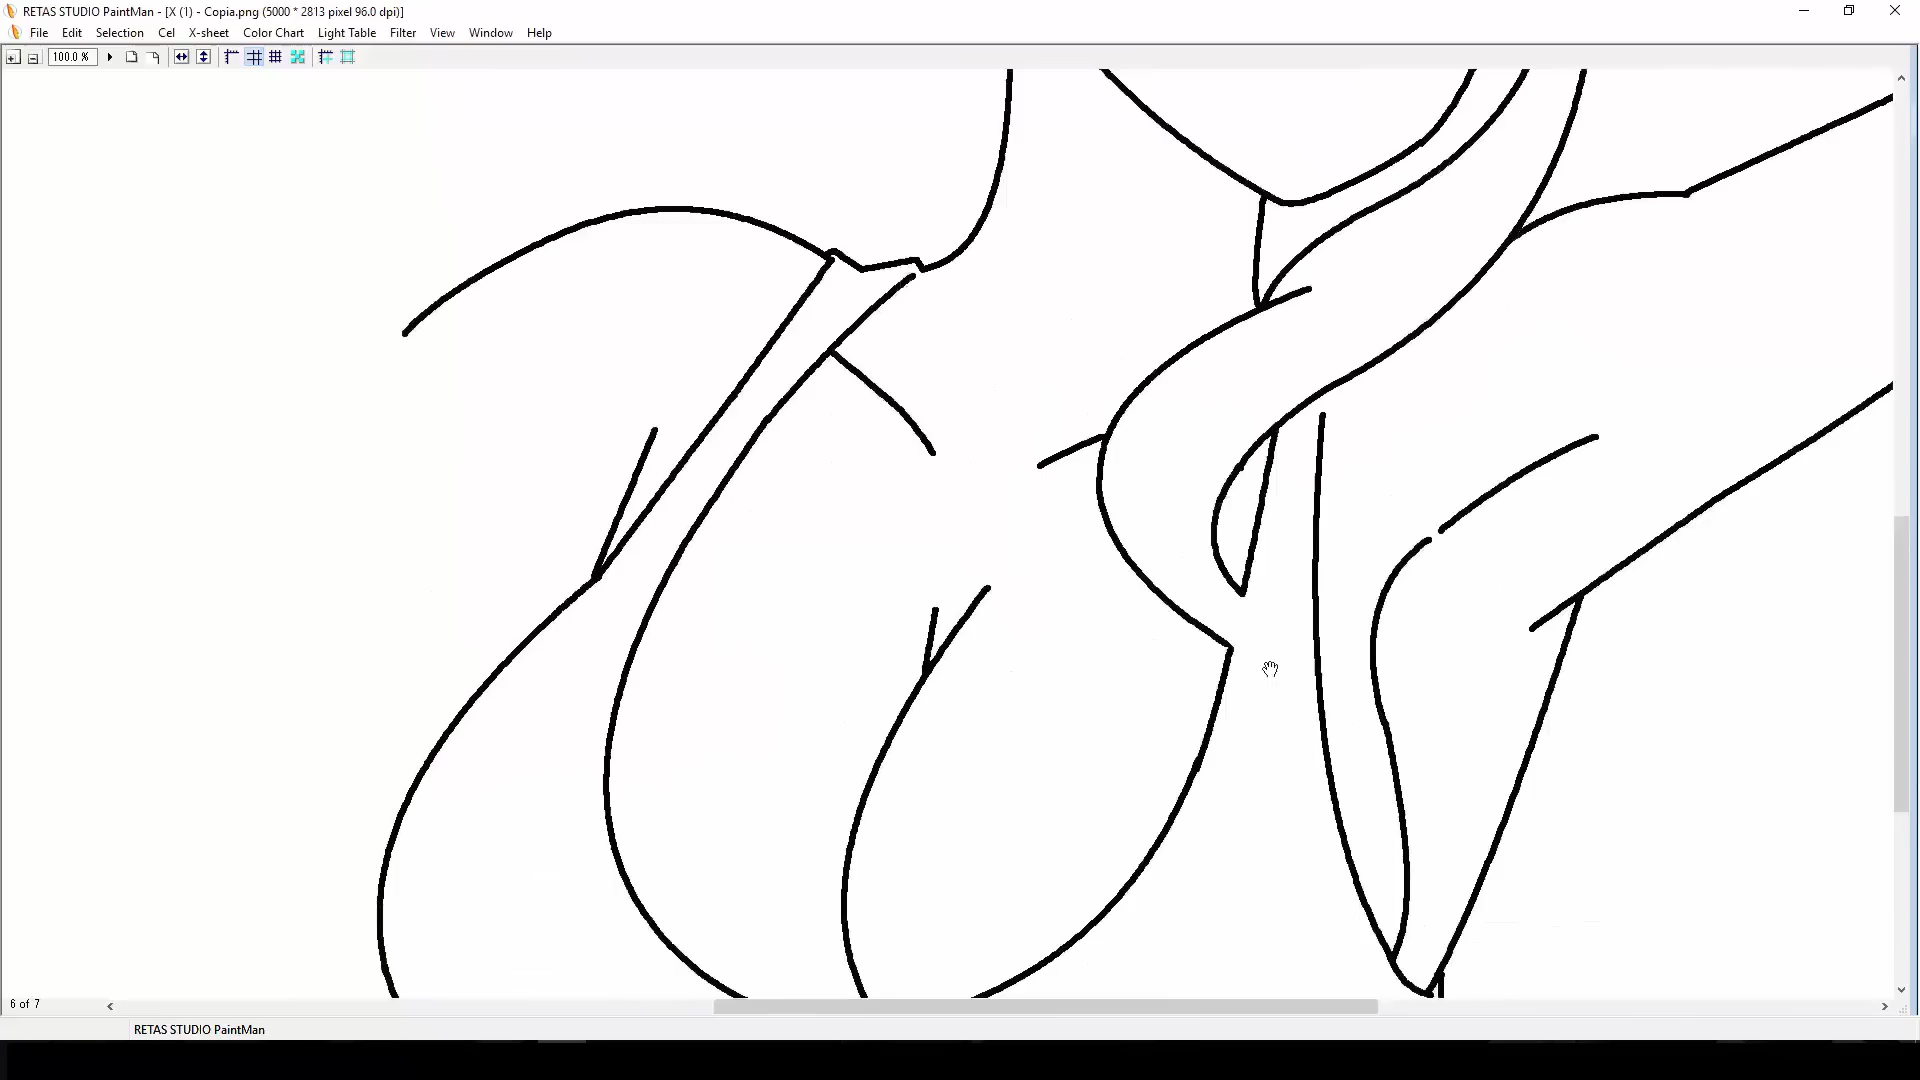 RETAS STUDIO PaintMan - [X (1) - Copia.png (5000 * 2813 pixel 96.0 dpi)]
File Edit Selection Cel X-sheet Color Chart Light Table Filter View Window Help
100.0 %
6 of 7
RETAS STUDIO PaintMan